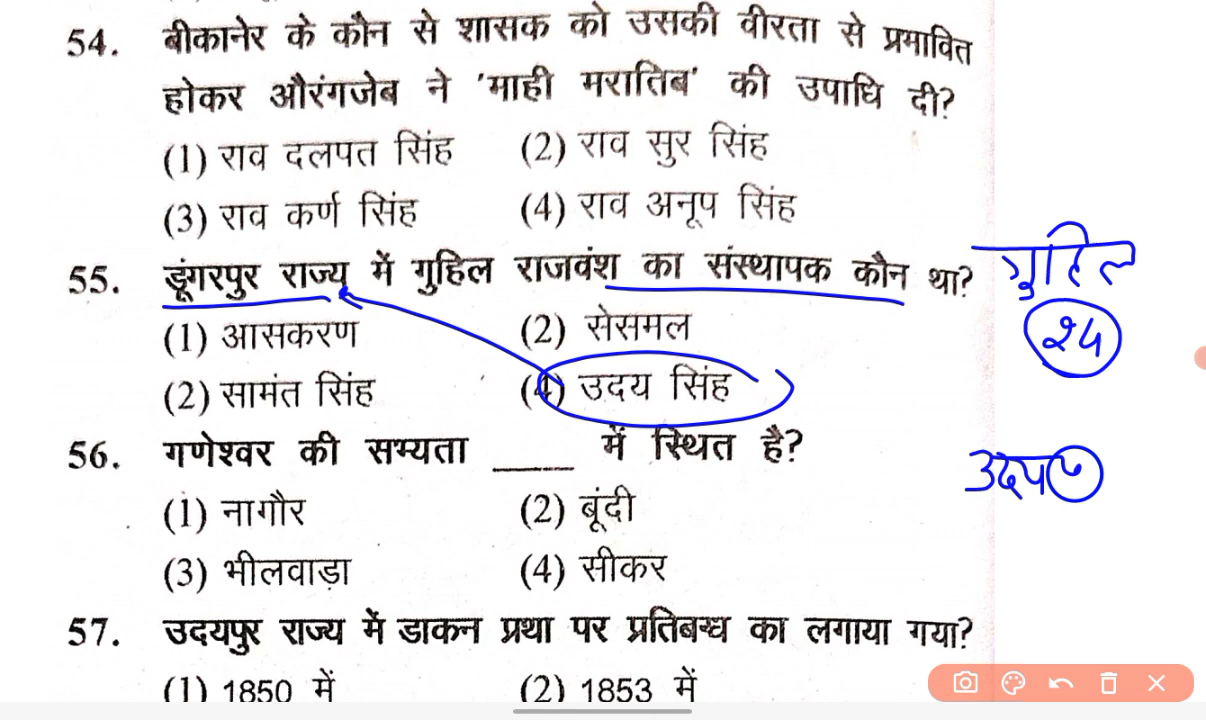 54. बीकानेर के कौन से शासक को उसकी वीरता से प्रभावित
होकर औरंगजेब ने 'माही मरातिब' की उपाधि दी?
(1) राव दलपत सिंह (2) राव सुर सिंह
(3) राव कर्ण सिंह (4) राव अनूप सिंह
55. डूंगरपुर राज्य में गुहिल राजवंश का संस्थापक कौन था?
गुहिल
(1) आसकरण (2) सेसमल
24
(2) सामंत सिंह (4) उदय सिंह
56. गणेश्वर की सभ्यता ____ में स्थित है?
(1) नागौर (2) बूंदी
(3) भीलवाड़ा (4) सीकर
57. उदयपुर राज्य में डाकन प्रथा पर प्रतिबन्ध का लगाया गया?
(1) 1850 में (2) 1853 में